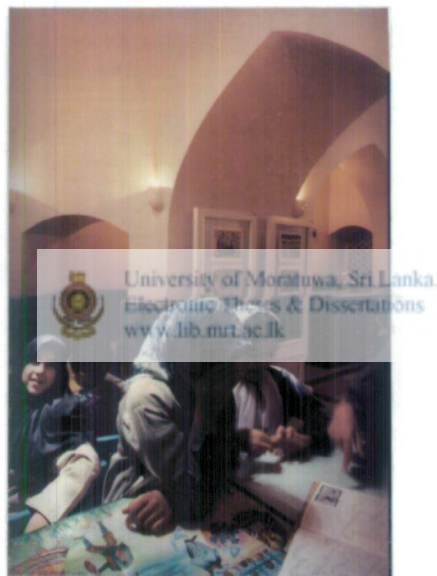 University of Moratuwa, Sri Lanka.
Electronic Theses & Dissertations
www.lib.mrt.ac.lk